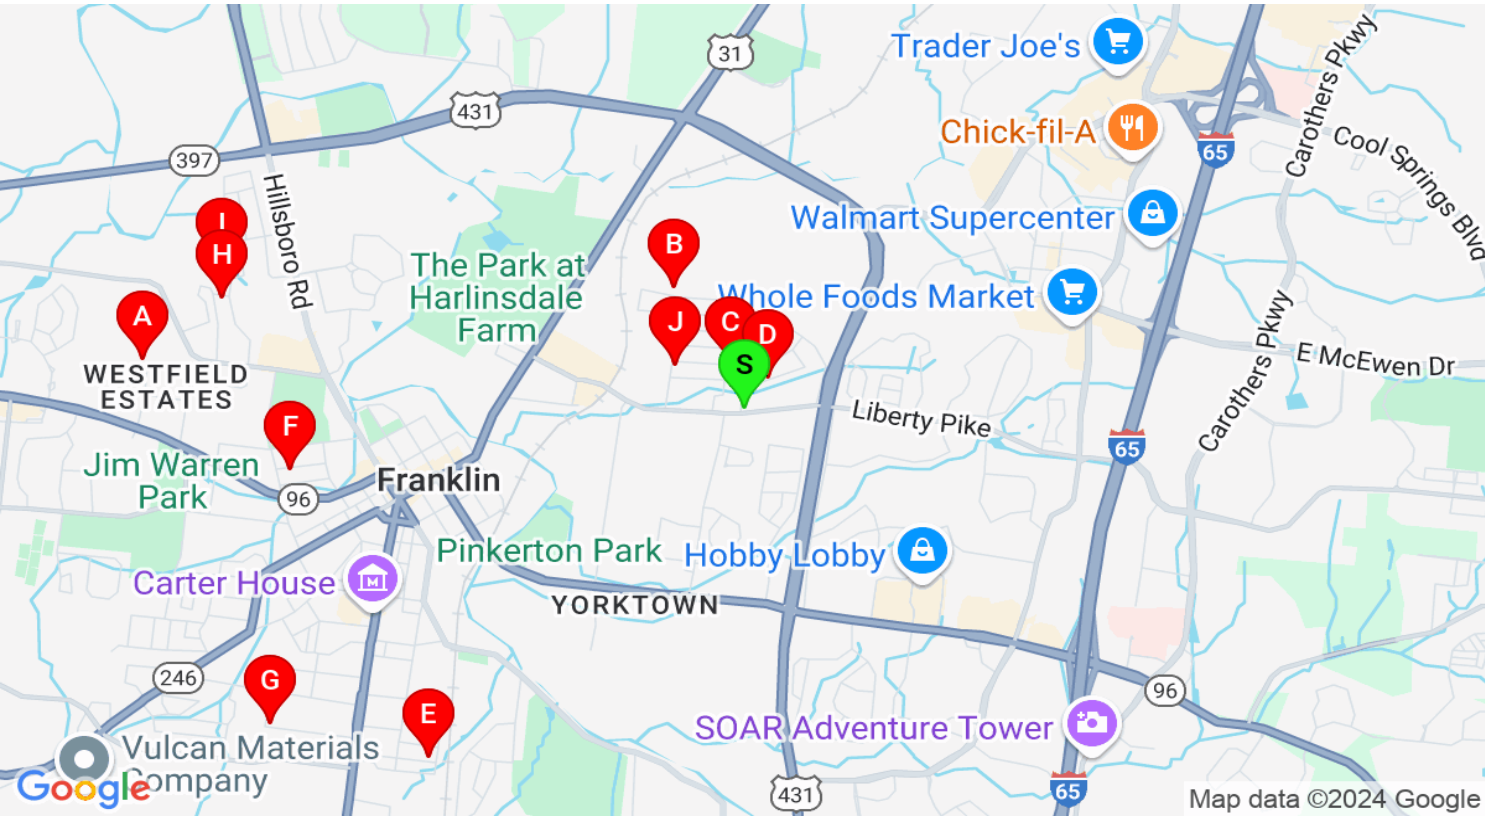 31
Trader Joe's
431
Chick-fil-A
65
Carothers Pkwy
Cool Springs Blvd
397
Hillsboro Rd
I
H
B
Walmart Supercenter
The Park at
Harlinsdale
Farm
Whole Foods Market
A
J
C
D
S
E McEwen Dr
Carothers Pkwy
WESTFIELD
ESTATES
F
Liberty Pike
65
Jim Warren
Park
96
Franklin
Pinkerton Park
Hobby Lobby
Carter House
YORKTOWN
246
G
E
96
SOAR Adventure Tower
Vulcan Materials
Company
Google
431
65
Map data ©2024 Google